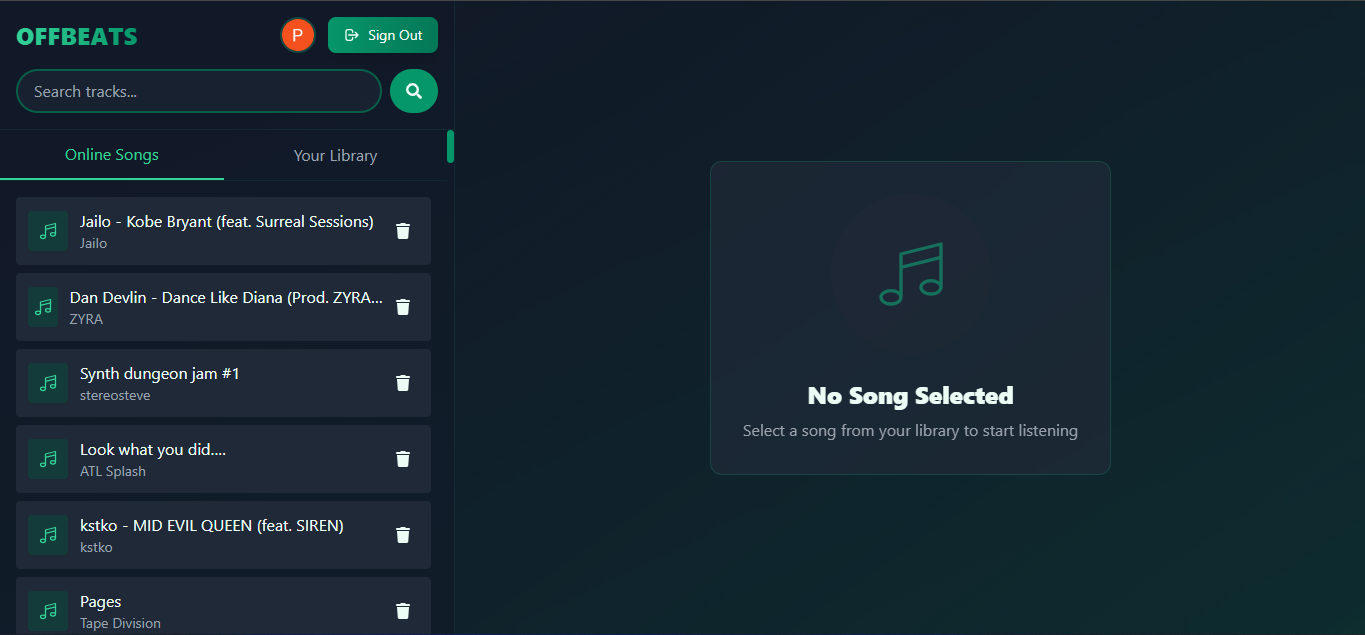 OFFBEATS
P
Sign Out
Search tracks...
Online Songs
Your Library
Jailo - Kobe Bryant (feat. Surreal Sessions)
Jailo
Dan Devlin - Dance Like Diana (Prod. ZYRA...
ZYRA
Synth dungeon jam #1
stereosteve
Look what you did....
ATL Splash
kstko - MID EVIL QUEEN (feat. SIREN)
kstko
Pages
Tape Division
No Song Selected
Select a song from your library to start listening